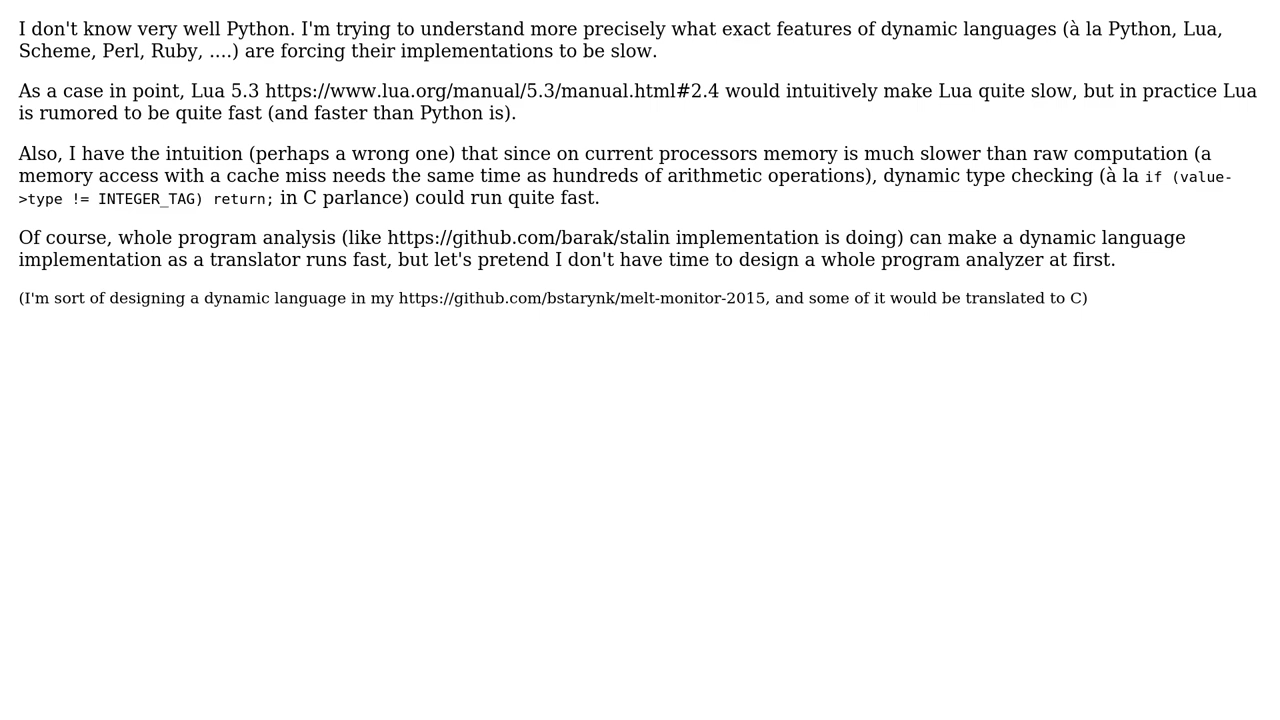 I don't know very well Python. I'm trying to understand more precisely what exact features of dynamic languages (à la Python, Lua,
Scheme, Perl, Ruby, ....) are forcing their implementations to be slow.
As a case in point, Lua 5.3 https://www.lua.org/manual/5.3/manual.html#2.4 would intuitively make Lua quite slow, but in practice Lua
is rumored to be quite fast (and faster than Python is).
Also, I have the intuition (perhaps a wrong one) that since on current processors memory is much slower than raw computation (a
memory access with a cache miss needs the same time as hundreds of arithmetic operations), dynamic type checking (à la if (value-
>type != INTEGER_TAG) return; in C parlance) could run quite fast.
Of course, whole program analysis (like https://github.com/barak/stalin implementation is doing) can make a dynamic language
implementation as a translator runs fast, but let's pretend I don't have time to design a whole program analyzer at first.
(I'm sort of designing a dynamic language in my https://github.com/bstarynk/melt-monitor-2015, and some of it would be translated to C)